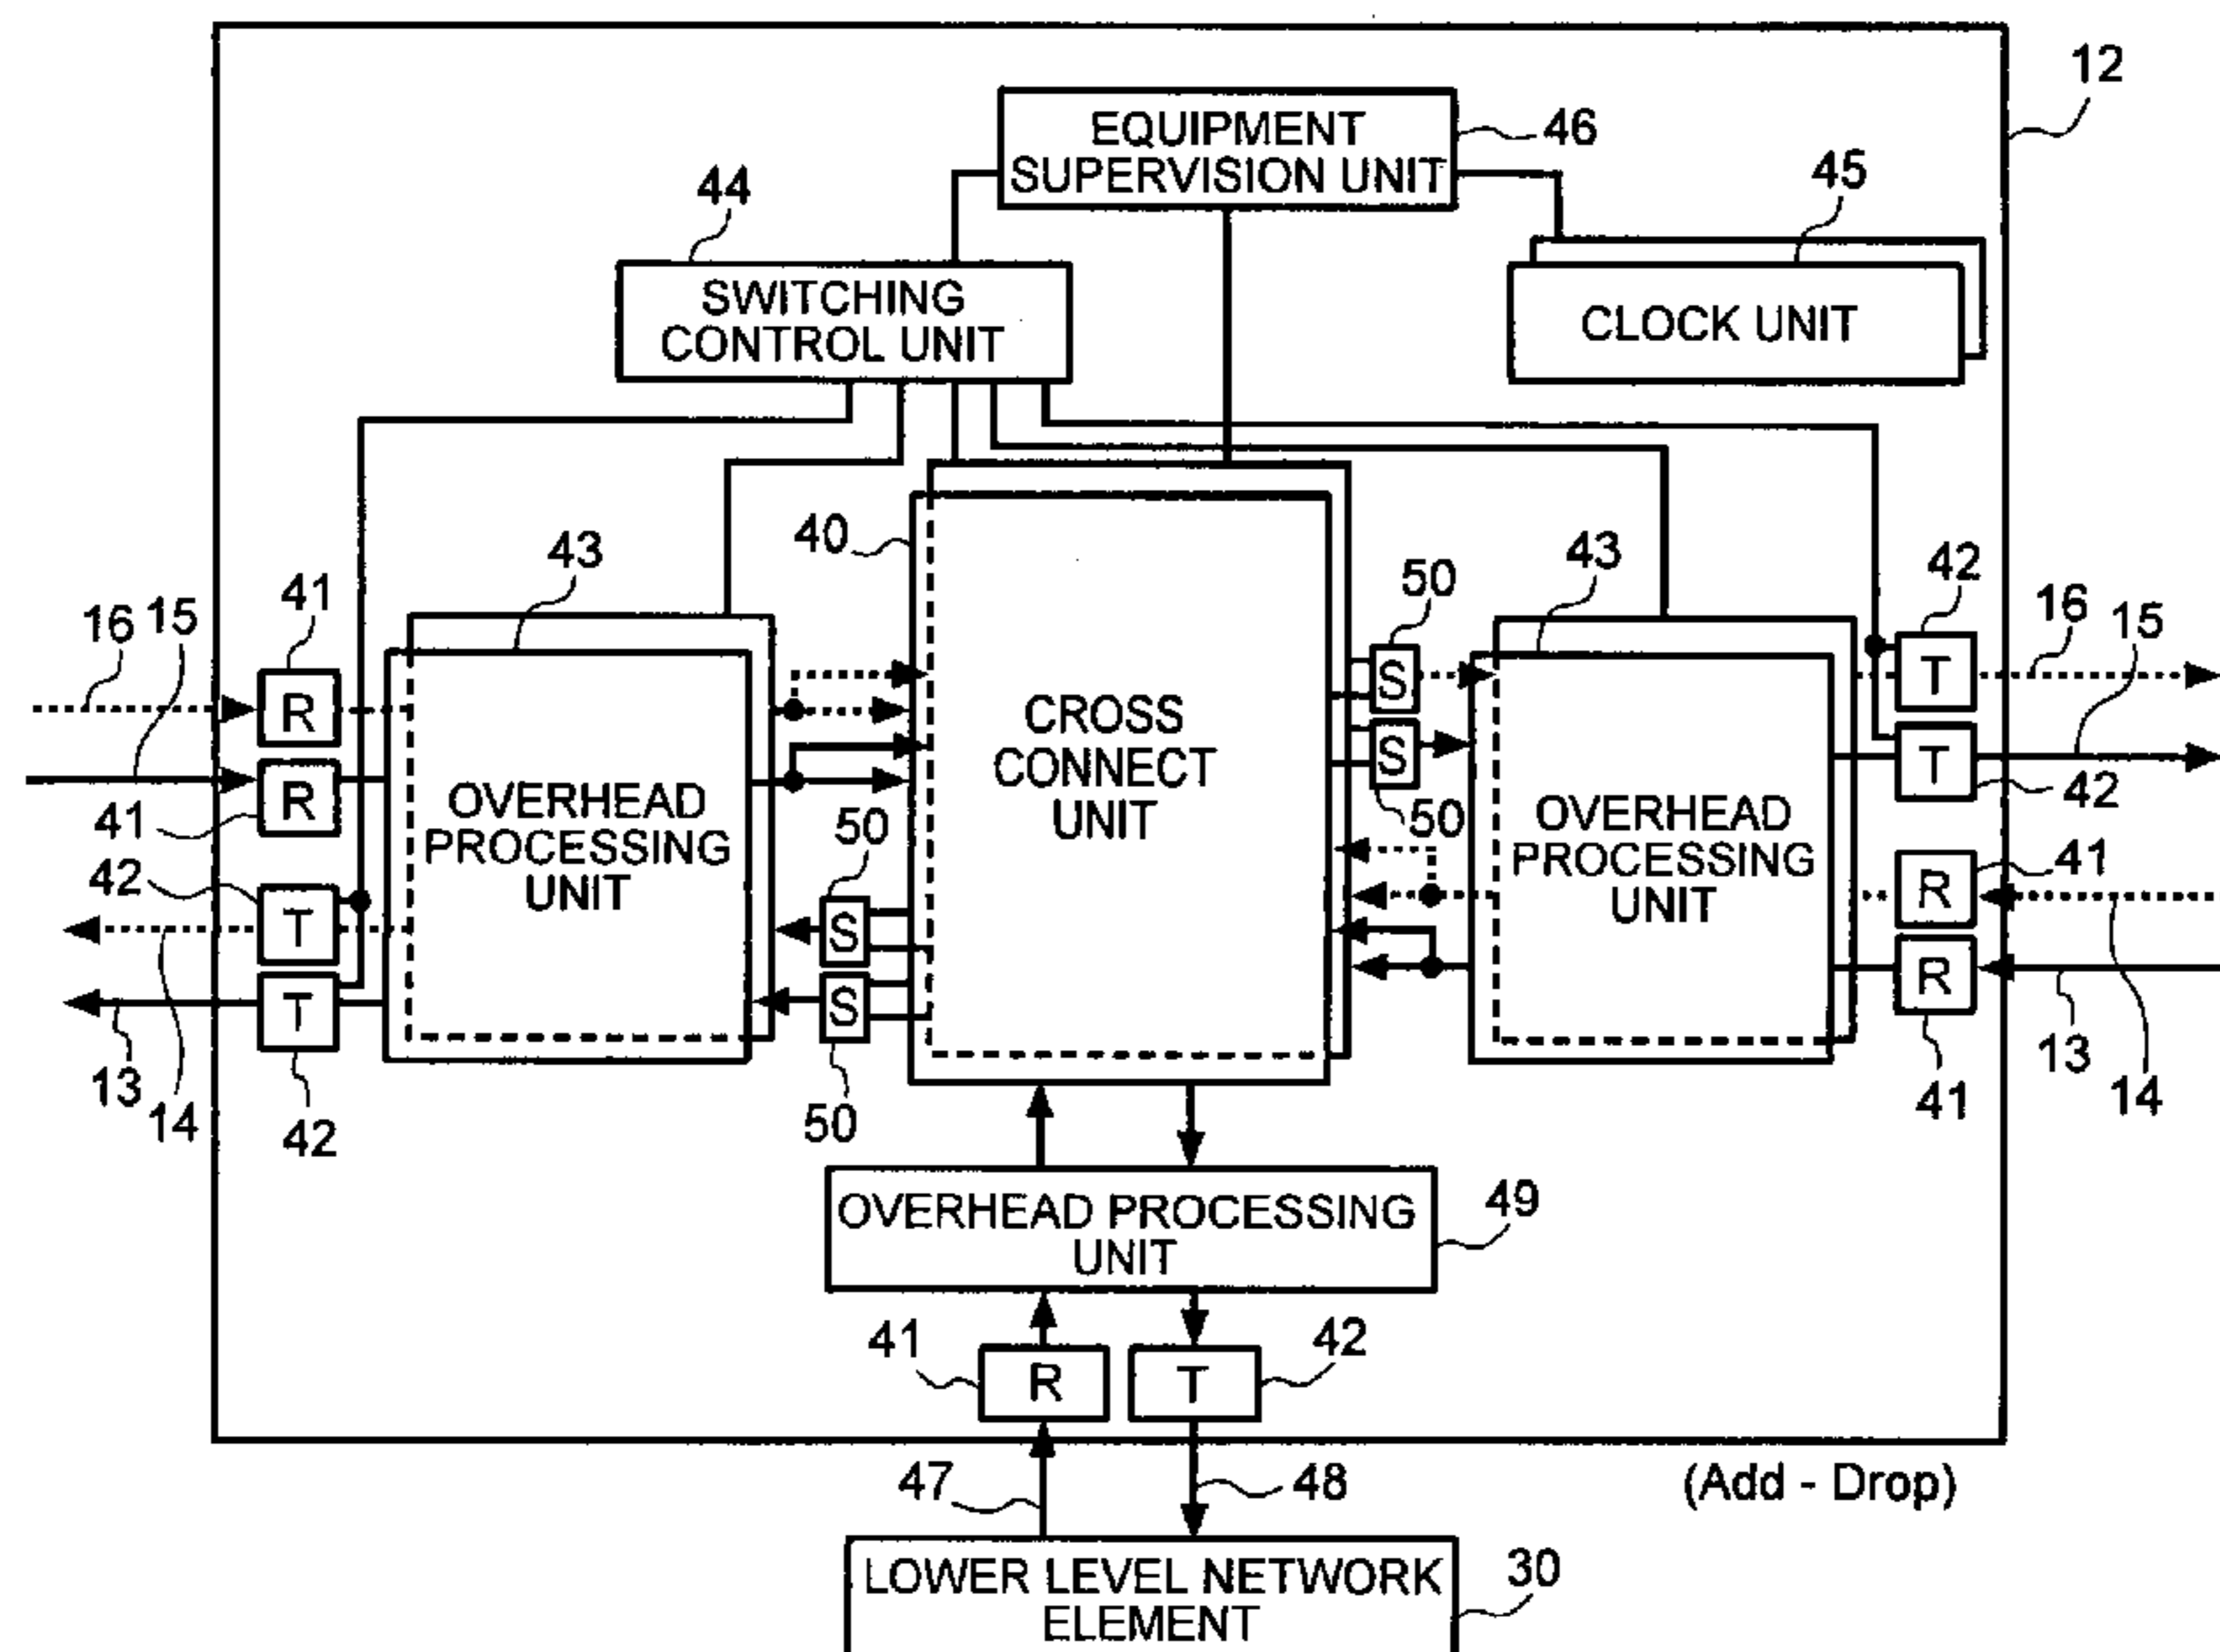 12
EQUIPMENT
SUPERVISION UNIT
46
44
45
SWITCHING
CONTROL UNIT
CLOCK UNIT
40
43
50
43
42
16
15
41
16
15
R
S
T
CROSS
CONNECT
UNIT
R
S
T
41
OVERHEAD
PROCESSING
UNIT
50
50
OVERHEAD
PROCESSING
UNIT
42
42
41
T
S
R
T
S
R
13
14
42
50
41
13
14
OVERHEAD PROCESSING
UNIT
49
41
R
T
42
47
48
(Add - Drop)
LOWER LEVEL NETWORK
ELEMENT
30